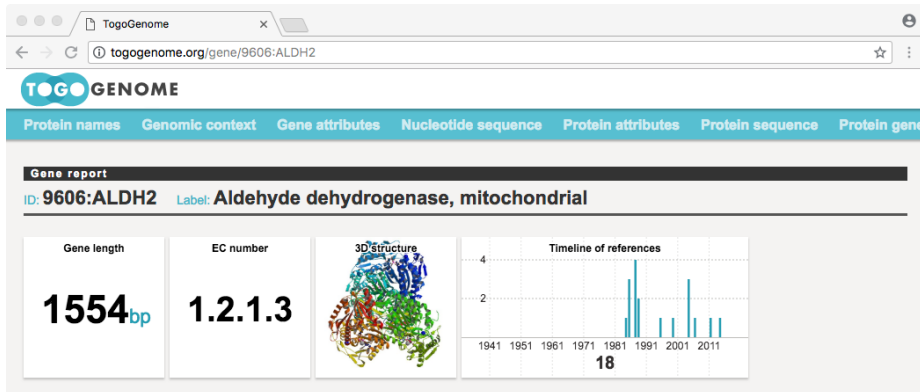 TogoGenome
togogenome.org/gene/9606:ALDH2
TOGO GENOME
Protein names Genomic context Gene attributes Nucleotide sequence Protein attributes Protein sequence Protein gene
Gene report
ID: 9606:ALDH2 Label: Aldehyde dehydrogenase, mitochondrial
Gene length EC number 3D structure Timeline of references
4
1554bp 1.2.1.3
2
1941 1951 1961 1971 1981 1991 2001 2011
18